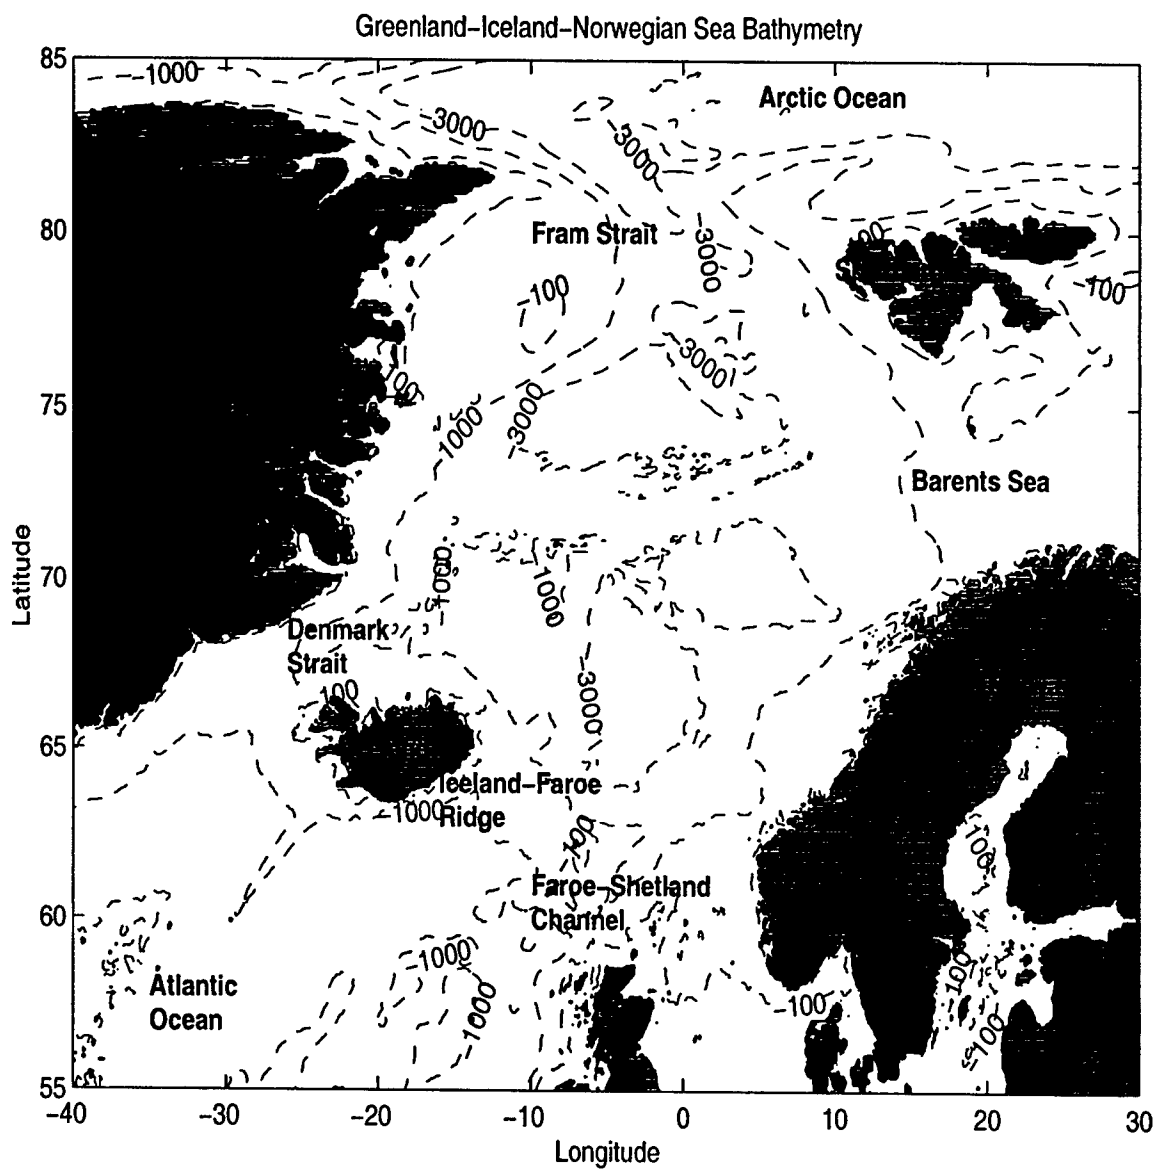 Greenland–Iceland–Norwegian Sea Bathymetry
85
–1000
Arctic Ocean
–3000
–3000
80
Fram Strait
–3000
–100
–100
–3000
75
100
–1000
–3000
Barents Sea
Latitude
70
–1000
–1000
Denmark
Strait
100
–3000
65
Iceland–Faroe
–1000
Ridge
–100
–100
Faroe–Shetland
60
Channel
–1000
–100
Atlantic
Ocean
–1000
–100
–100
55
–40
–30
–20
–10
0
10
20
30
Longitude